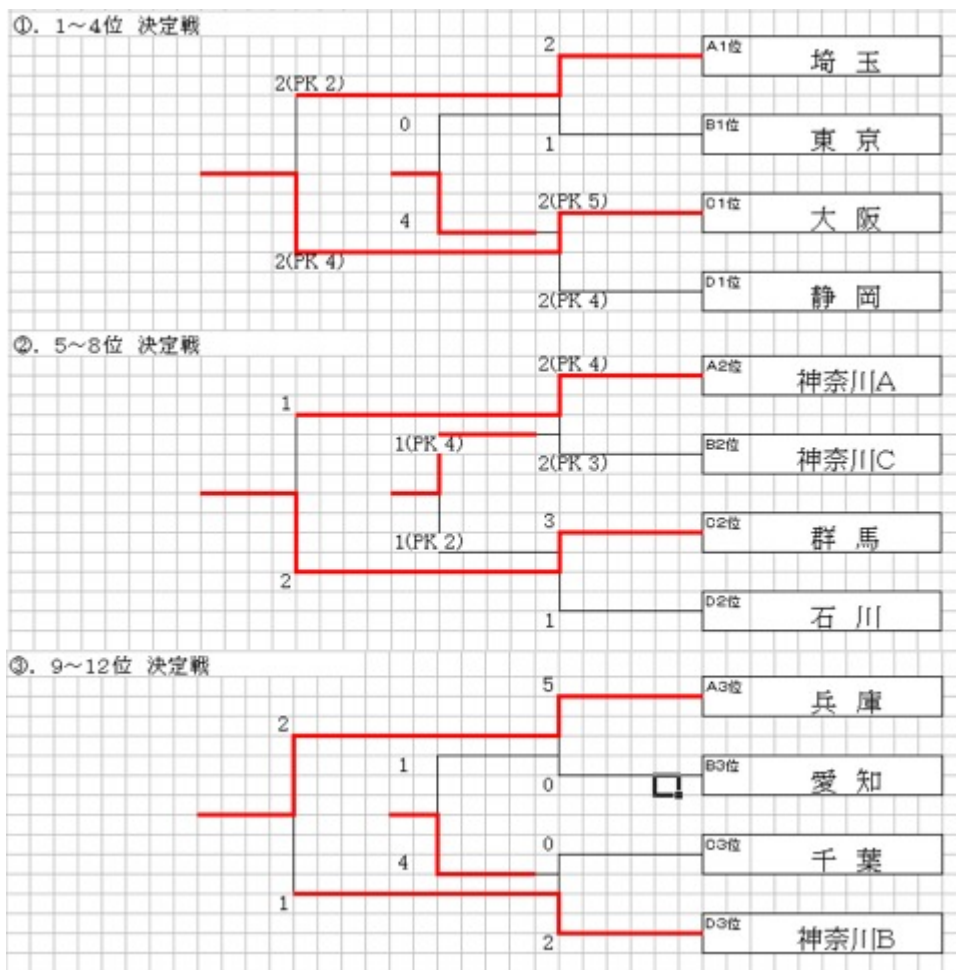 ①. 1～4位 決定戦
2
A1位
埼 玉
2(PK 2)
0
B1位
東 京
1
2(PK 5)
C1位
大 阪
4
2(PK 4)
D1位
静 岡
2(PK 4)
②. 5～8位 決定戦
2(PK 4)
A2位
神奈川A
1
1(PK 4)
B2位
神奈川C
2(PK 3)
3
C2位
群 馬
1(PK 2)
2
D2位
石 川
1
③. 9～12位 決定戦
5
A3位
兵 庫
2
1
B3位
愛 知
0
0
C3位
千 葉
4
1
D3位
神奈川B
2